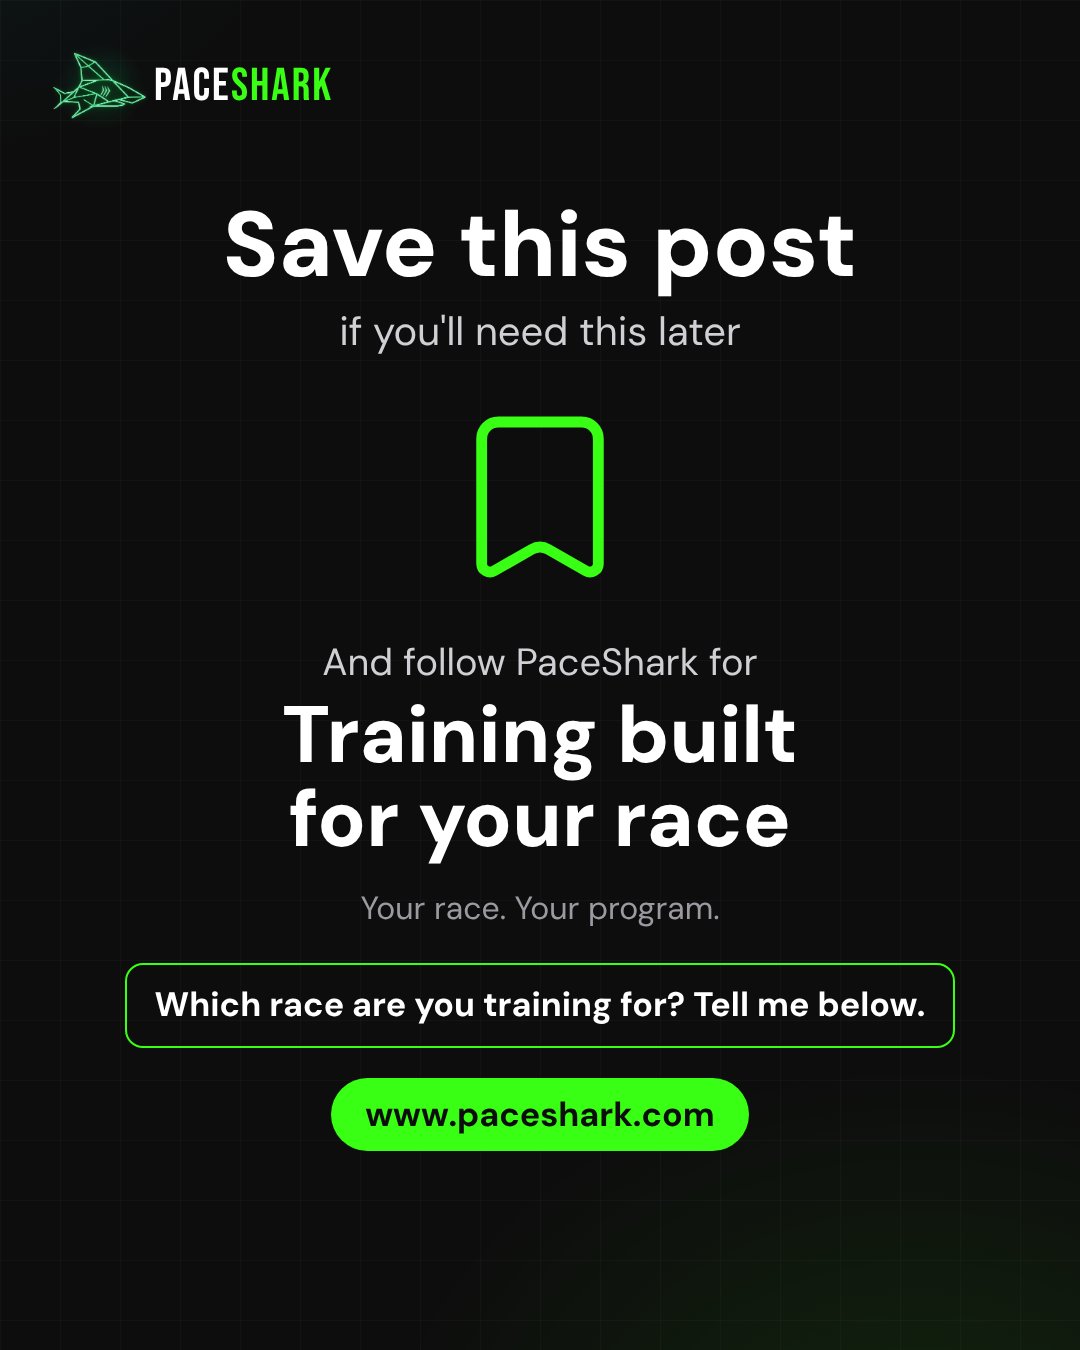 PACESHARK
Save this post
if you'll need this later
And follow PaceShark for
Training built
for your race
Your race. Your program.
Which race are you training for? Tell me below.
www.paceshark.com